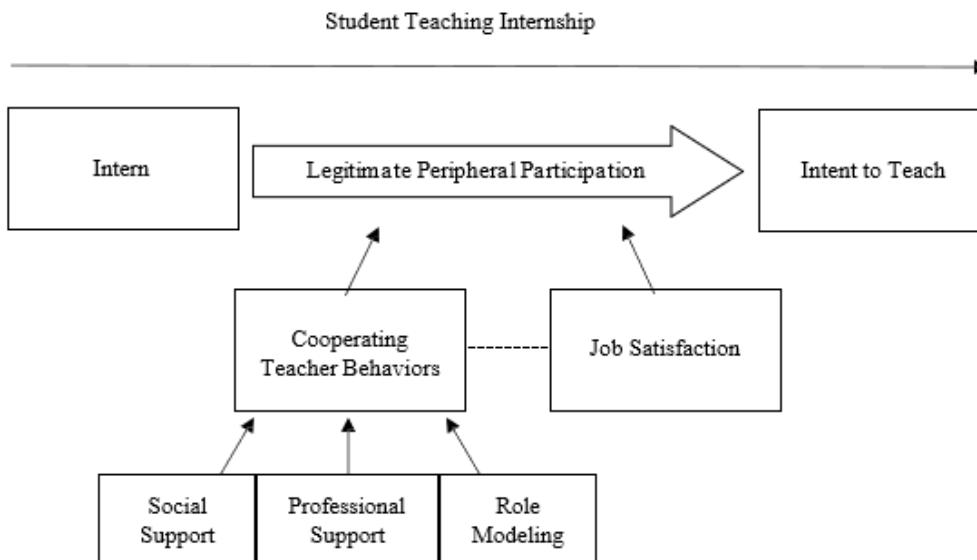 Student Teaching Internship
Intern
Legitimate Peripheral Participation
Intent to Teach
Cooperating
Teacher Behaviors
Job Satisfaction
Social
Support
Professional
Support
Role
Modeling